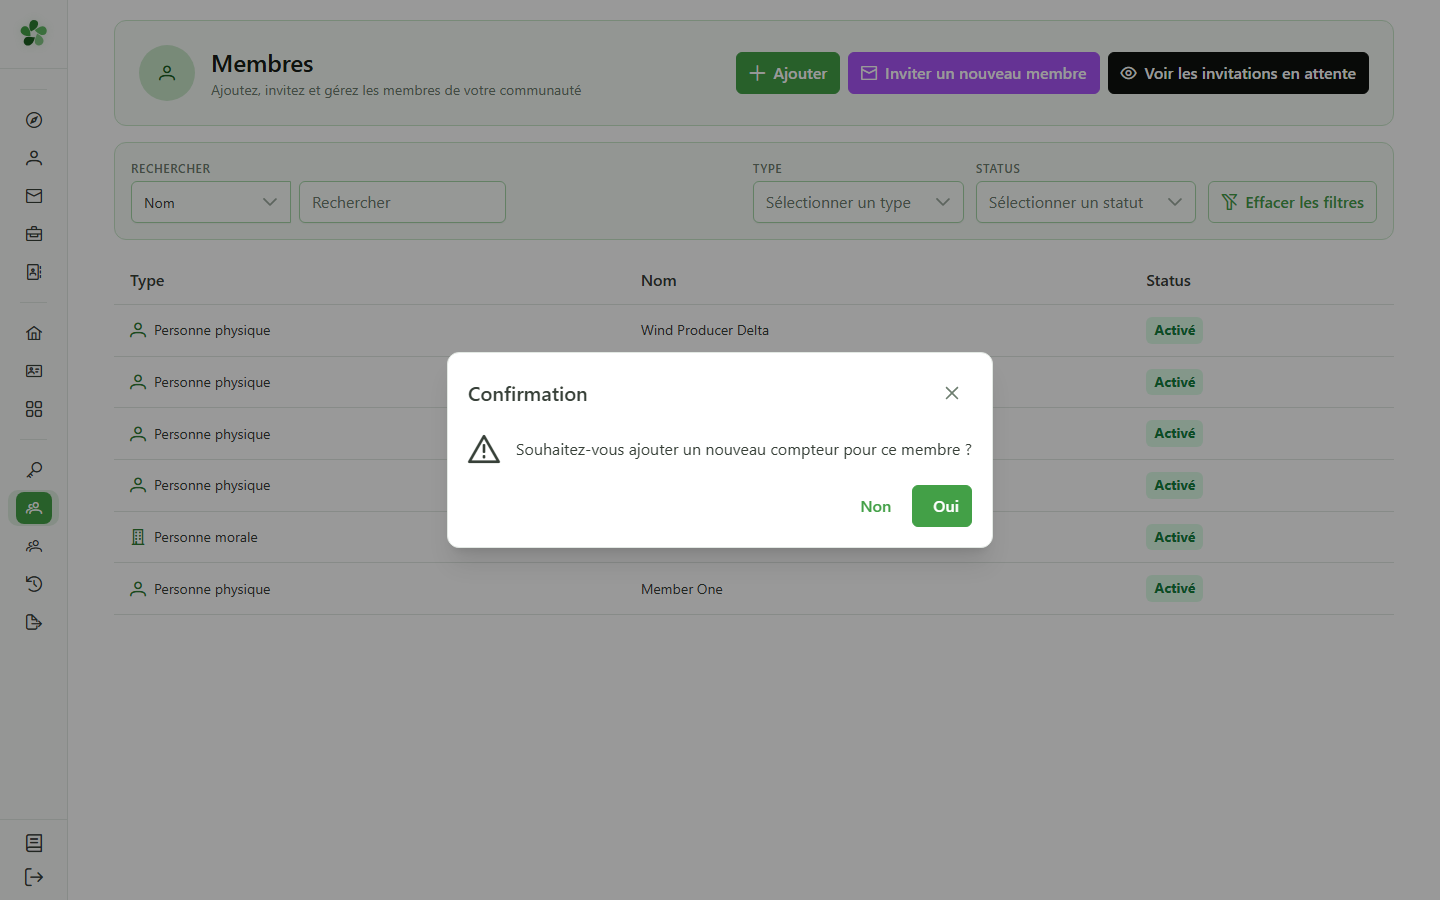 Membres
Ajoutez, invitez et gérez les membres de votre communauté
Ajouter
Inviter un nouveau membre
Voir les invitations en attente
RECHERCHER
TYPE
STATUS
Nom
Rechercher
Sélectionner un type
Sélectionner un statut
Effacer les filtres
Type Nom Status
Personne physique Wind Producer Delta Activé
Personne physique Activé
Personne physique Activé
Personne physique Activé
Personne morale Activé
Personne physique Member One Activé
Confirmation
Souhaitez-vous ajouter un nouveau compteur pour ce membre ?
Non
Oui